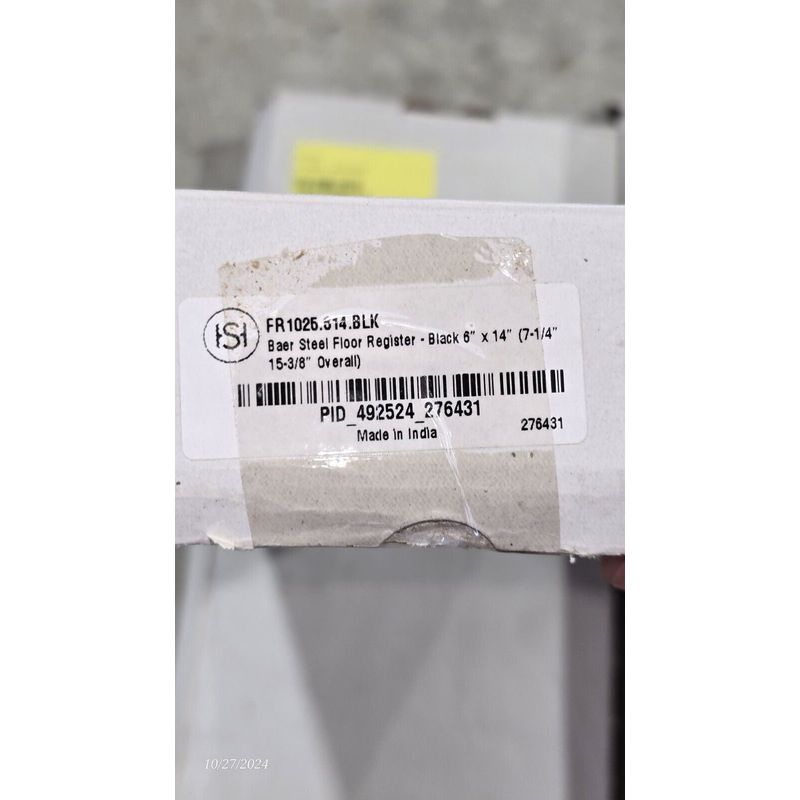 HSH
FR1025.614.BLK
Baer Steel Floor Register - Black 6" x 14" (7-1/4"
15-3/8" Overall)
PID_492524_276431
Made in India
276431
10/27/2024